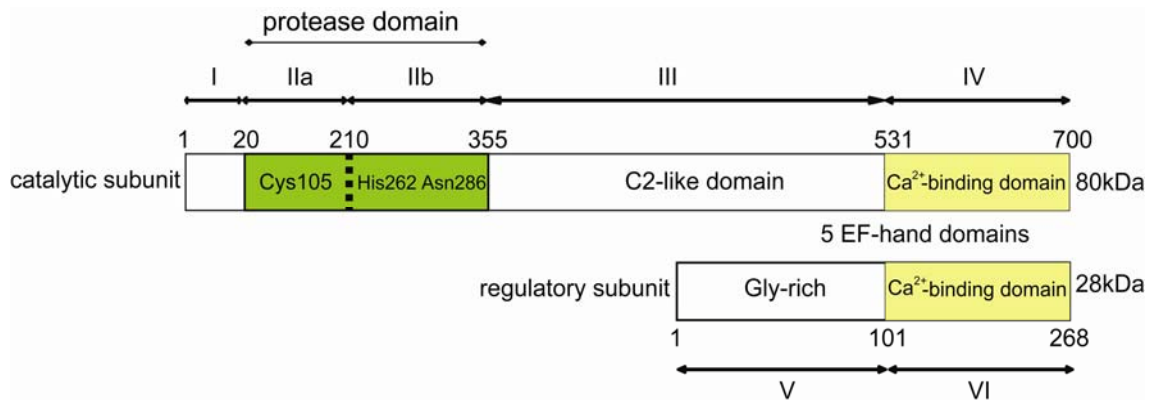 protease domain
I IIa IIb III IV
1 20 210 355 531 700
catalytic subunit Cys105 His262 Asn286 C2-like domain Ca²⁺-binding domain 80kDa
5 EF-hand domains
regulatory subunit Gly-rich Ca²⁺-binding domain 28kDa
1 101 268
V VI